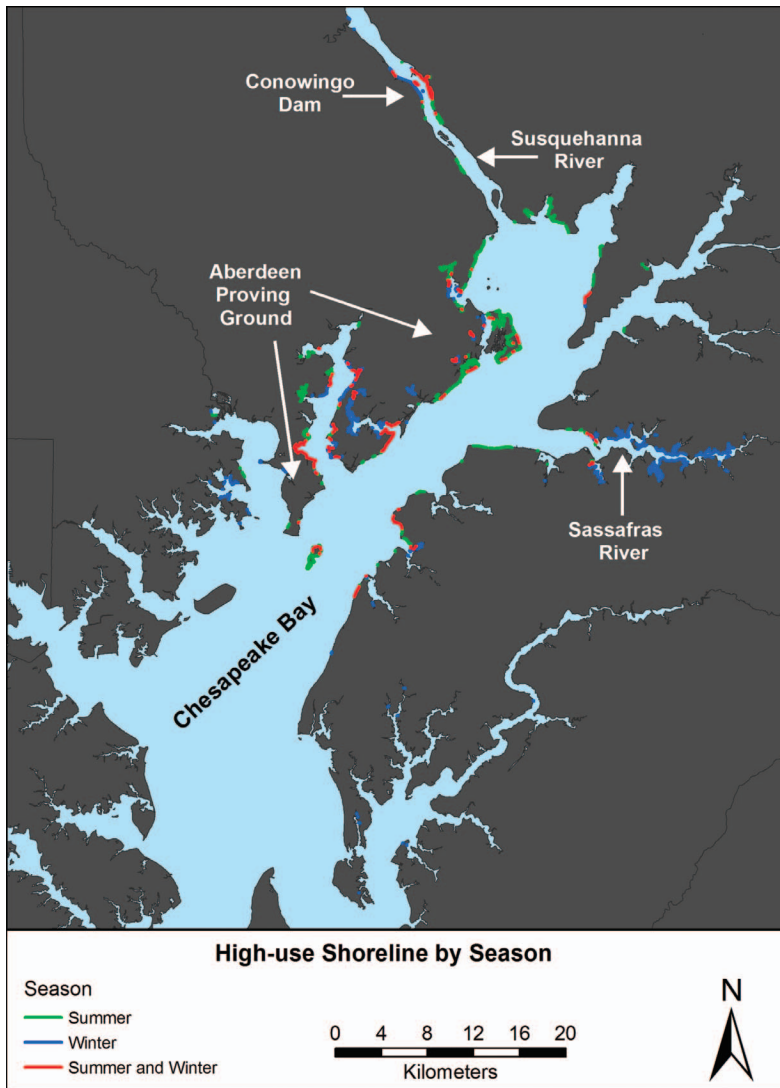 Conowingo
Dam
Susquehanna
River
Aberdeen
Proving
Ground
Sassafras
River
Chesapeake Bay
High-use Shoreline by Season
Season
Summer
Winter
Summer and Winter
0 4 8 12 16 20
Kilometers
N